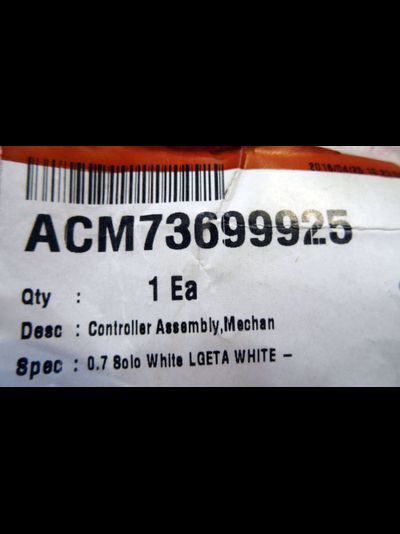 ACM73699925
Qty : 1 Ea
Desc : Controller Assembly,Mechan
Spec : 0.7 Solo White LGETA WHITE -